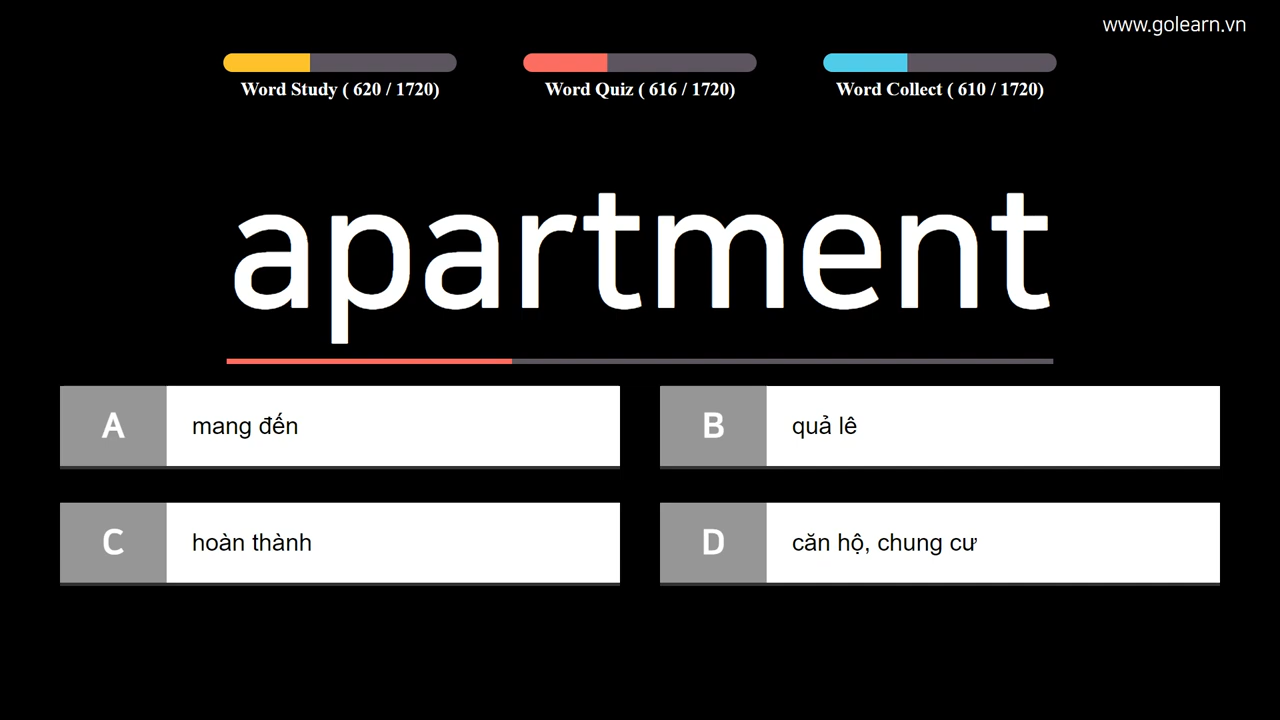 www.golearn.vn
Word Study ( 620 / 1720)
Word Quiz ( 616 / 1720)
Word Collect ( 610 / 1720)
apartment
A mang đến
B quả lê
C hoàn thành
D căn hộ, chung cư